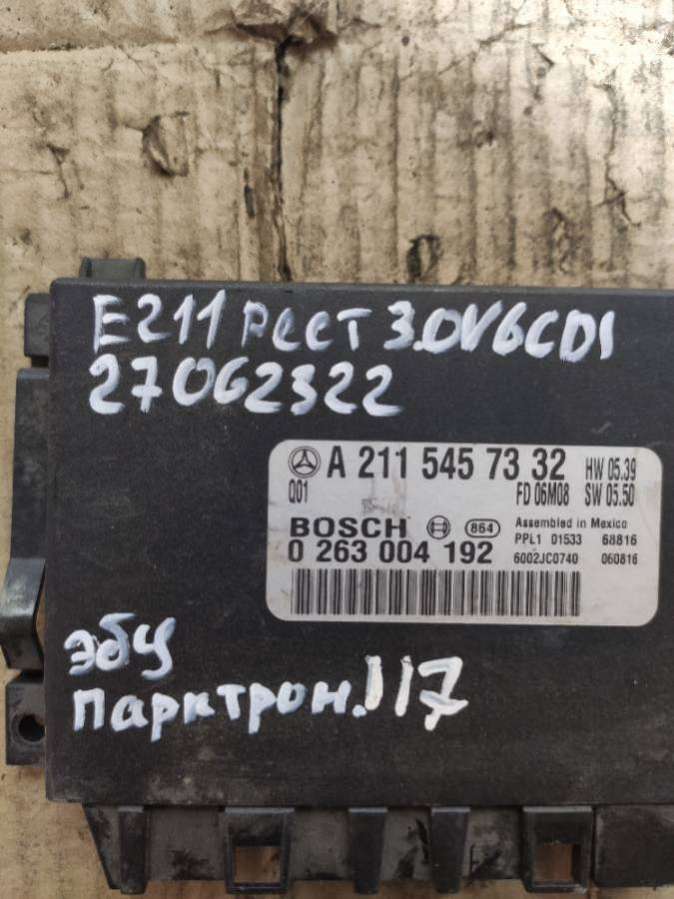 E211 рест 3.0V6CDI
27062322
A 211 545 73 32
HW 05.39
Q01
FD 06M08 SW 05.50
BOSCH
864
Assembled in Mexico
0 263 004 192
PPL1 01533 68816
6002JC0740 060816
эбу
парктрон. 117